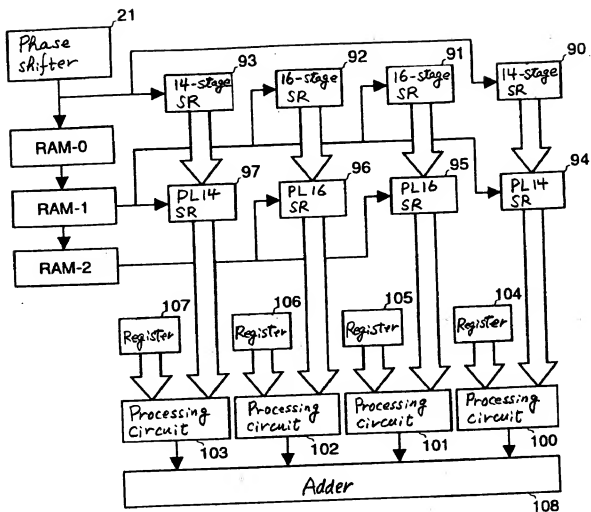 21
Phase
shifter
93
14-stage
SR
92
16-stage
SR
91
16-stage
SR
90
14-stage
SR
RAM-0
RAM-1
RAM-2
97
PL14
SR
96
PL16
SR
95
PL16
SR
94
PL14
SR
107
Register
106
Register
105
Register
104
Register
Processing
circuit
103
Processing
circuit
102
Processing
circuit
101
Processing
circuit
100
Adder
108